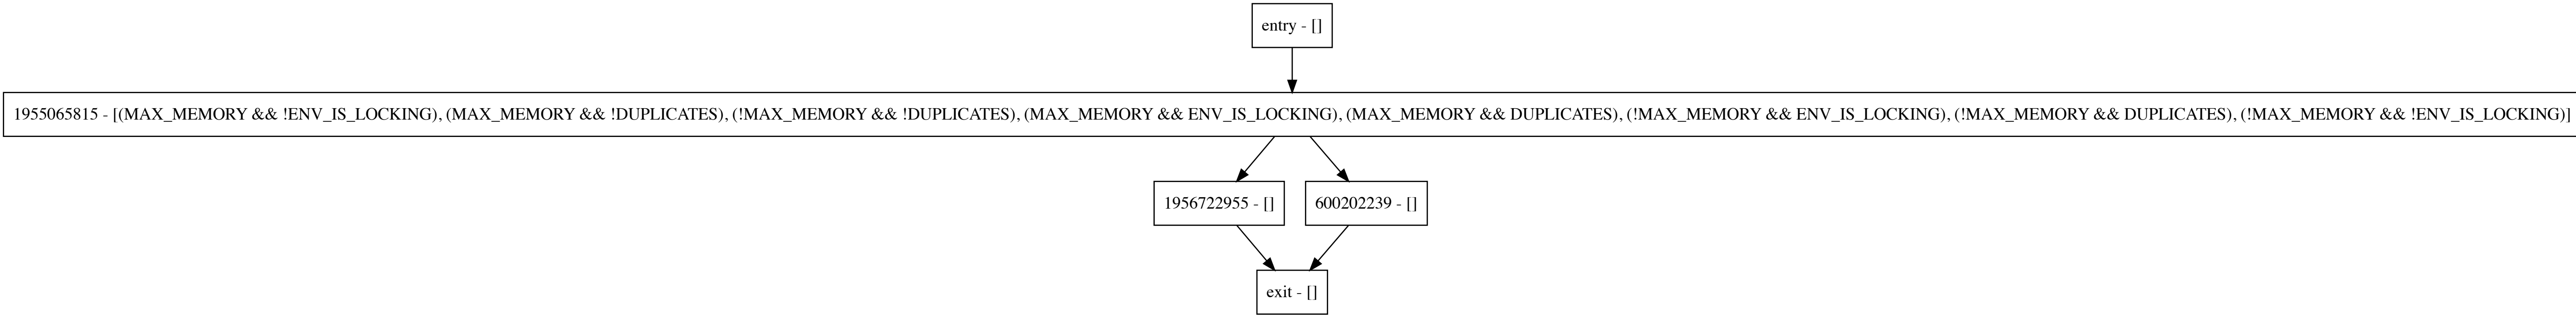 entry - []
1955065815 - [(MAX_MEMORY && !ENV_IS_LOCKING), (MAX_MEMORY && !DUPLICATES), (!MAX_MEMORY && !DUPLICATES), (MAX_MEMORY && ENV_IS_LOCKING), (MAX_MEMORY && DUPLICATES), (!MAX_MEMORY && ENV_IS_LOCKING), (!MAX_MEMORY && DUPLICATES), (!MAX_MEMORY && !ENV_IS_LOCKING)]
1956722955 - []
600202239 - []
exit - []